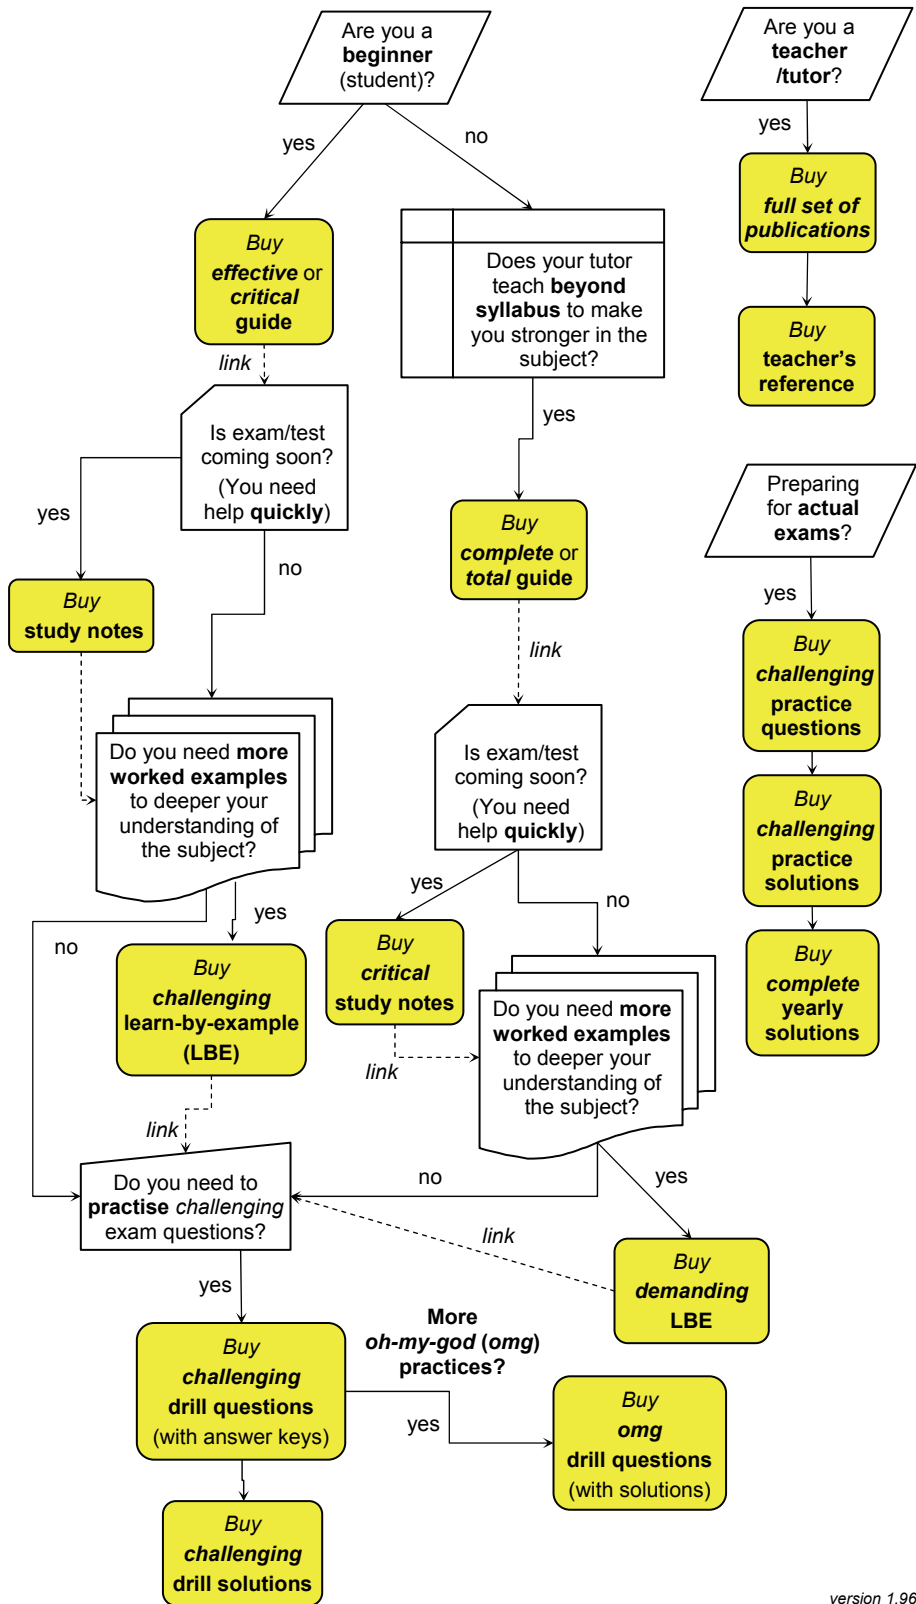 Are you a
beginner
(student)?
yes
no
Buy
effective or
critical
guide
link
Does your tutor
teach beyond
syllabus to make
you stronger in the
subject?
yes
Is exam/test
coming soon?
(You need
help quickly)
yes
no
Buy
study notes
Buy
complete or
total guide
link
Do you need more
worked examples
to deeper your
understanding of
the subject?
no
yes
Buy
challenging
learn-by-example
(LBE)
link
Is exam/test
coming soon?
(You need
help quickly)
yes
no
Buy
critical
study notes
link
Do you need more
worked examples
to deeper your
understanding of
the subject?
no
yes
Buy
demanding
LBE
link
Do you need to
practise challenging
exam questions?
yes
Buy
challenging
drill questions
(with answer keys)
More
oh-my-god (omg)
practices?
yes
Buy
omg
drill questions
(with solutions)
Buy
challenging
drill solutions
Are you a
teacher
/tutor?
yes
Buy
full set of
publications
Buy
teacher's
reference
Preparing
for actual
exams?
yes
Buy
challenging
practice
questions
Buy
challenging
practice
solutions
Buy
complete
yearly
solutions
version 1.96